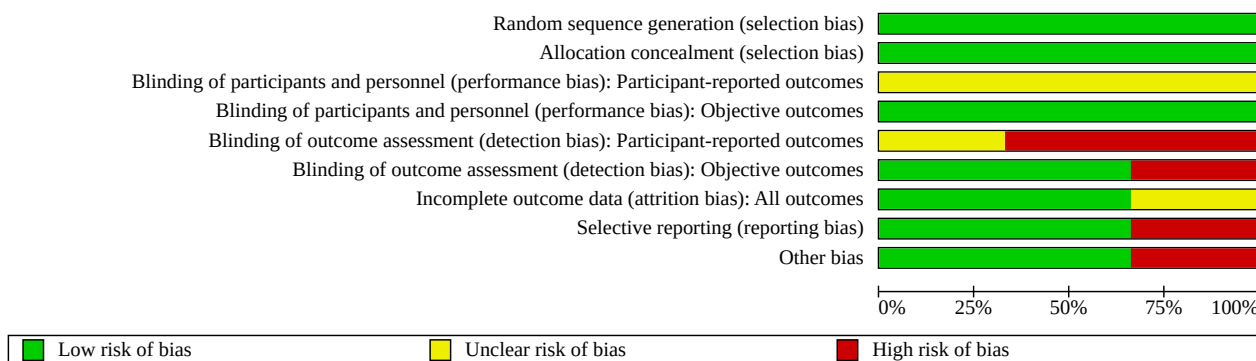 Random sequence generation (selection bias)
Allocation concealment (selection bias)
Blinding of participants and personnel (performance bias): Participant-reported outcomes
Blinding of participants and personnel (performance bias): Objective outcomes
Blinding of outcome assessment (detection bias): Participant-reported outcomes
Blinding of outcome assessment (detection bias): Objective outcomes
Incomplete outcome data (attrition bias): All outcomes
Selective reporting (reporting bias)
Other bias
0% 25% 50% 75% 100%
Low risk of bias Unclear risk of bias High risk of bias